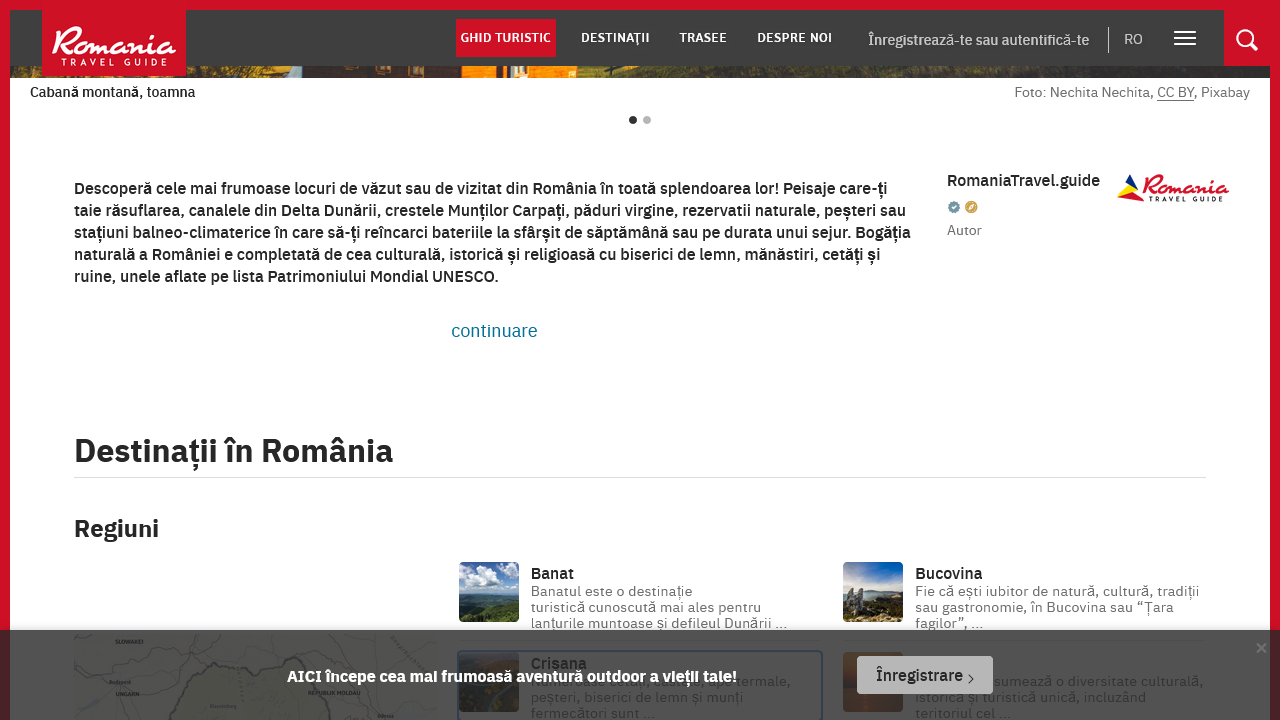 Romania
TRAVEL GUIDE
GHID TURISTIC
DESTINAȚII
TRASEE
DESPRE NOI
Înregistrează-te sau autentifică-te
RO
Cabană montană, toamna
Foto: Nechita Nechita, CC BY, Pixabay
Descoperă cele mai frumoase locuri de văzut sau de vizitat din România în toată splendoarea lor! Peisaje care-ți
taie răsuflarea, canalele din Delta Dunării, crestele Munților Carpați, păduri virgine, rezervatii naturale, peșteri sau
stațiuni balneo-climaterice în care să-ți reîncarci bateriile la sfârșit de săptămână sau pe durata unui sejur. Bogăția
naturală a României e completată de cea culturală, istorică și religioasă cu biserici de lemn, mănăstiri, cetăți și
ruine, unele aflate pe lista Patrimoniului Mondial UNESCO.
RomaniaTravel.guide
Autor
Romania
TRAVEL GUIDE
continuare
Destinații în România
Regiuni
Banat
Banatul este o destinație
turistică cunoscută mai ales pentru
lanțurile muntoase și defileul Dunării ...
Bucovina
Fie că ești iubitor de natură, cultură, tradiții
sau gastronomie, în Bucovina sau “Țara
fagilor”, ...
Crișana
termale,
peșteri, biserici de lemn și munți
fermecători sunt ...
sumează o diversitate culturală,
istorică și turistică unică, incluzând
teritoriul cel ...
AICI începe cea mai frumoasă aventură outdoor a vieții tale!
Înregistrare
SLOWAKEI
UNGARN
REPUBLIK MOLDAU